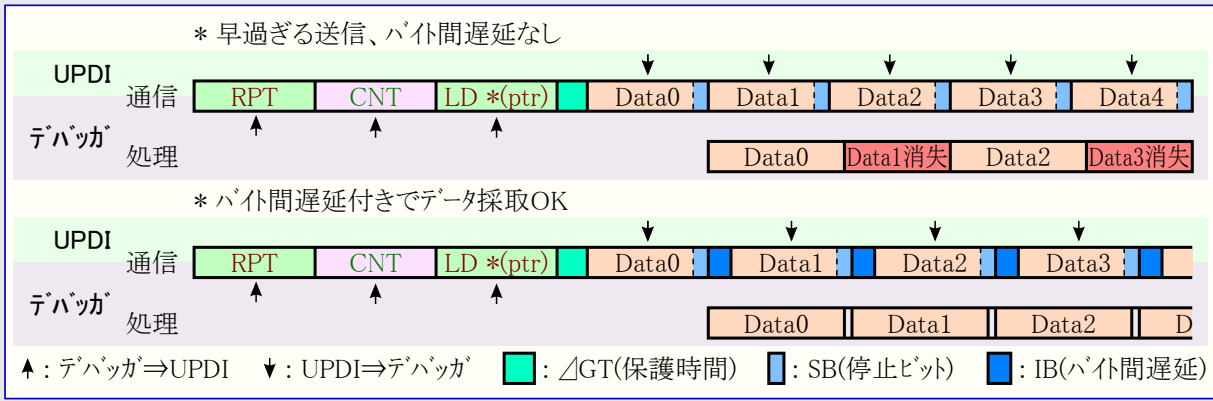 * 早過ぎる送信、バイト間遅延なし
UPDI
通信 RPT CNT LD *(ptr) Data0 Data1 Data2 Data3 Data4
デバッガ
処理 Data0 Data1消失 Data2 Data3消失
* バイト間遅延付きでデータ採取OK
UPDI
通信 RPT CNT LD *(ptr) Data0 Data1 Data2 Data3
デバッガ
処理 Data0 Data1 Data2 D
↑ : デバッガ⇒UPDI ↓ : UPDI⇒デバッガ : ⊿GT(保護時間) : SB(停止ビット) : IB(バイト間遅延)